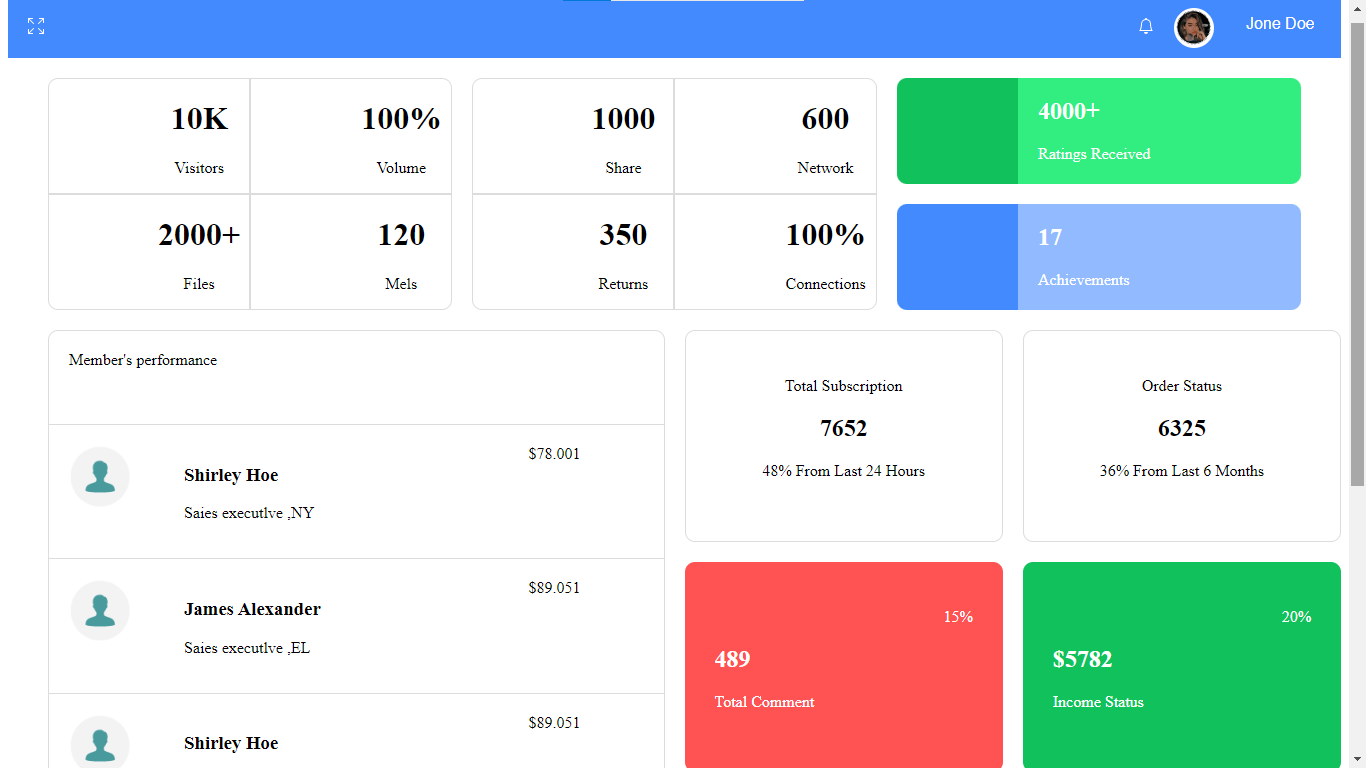 Jone Doe
10K
Visitors
100%
Volume
2000+
Files
120
Mels
1000
Share
600
Network
350
Returns
100%
Connections
4000+
Ratings Received
17
Achievements
Member's performance
$78.001
Shirley Hoe
Saies executlve ,NY
$89.051
James Alexander
Saies executlve ,EL
$89.051
Shirley Hoe
Total Subscription
7652
48% From Last 24 Hours
Order Status
6325
36% From Last 6 Months
15%
489
Total Comment
20%
$5782
Income Status